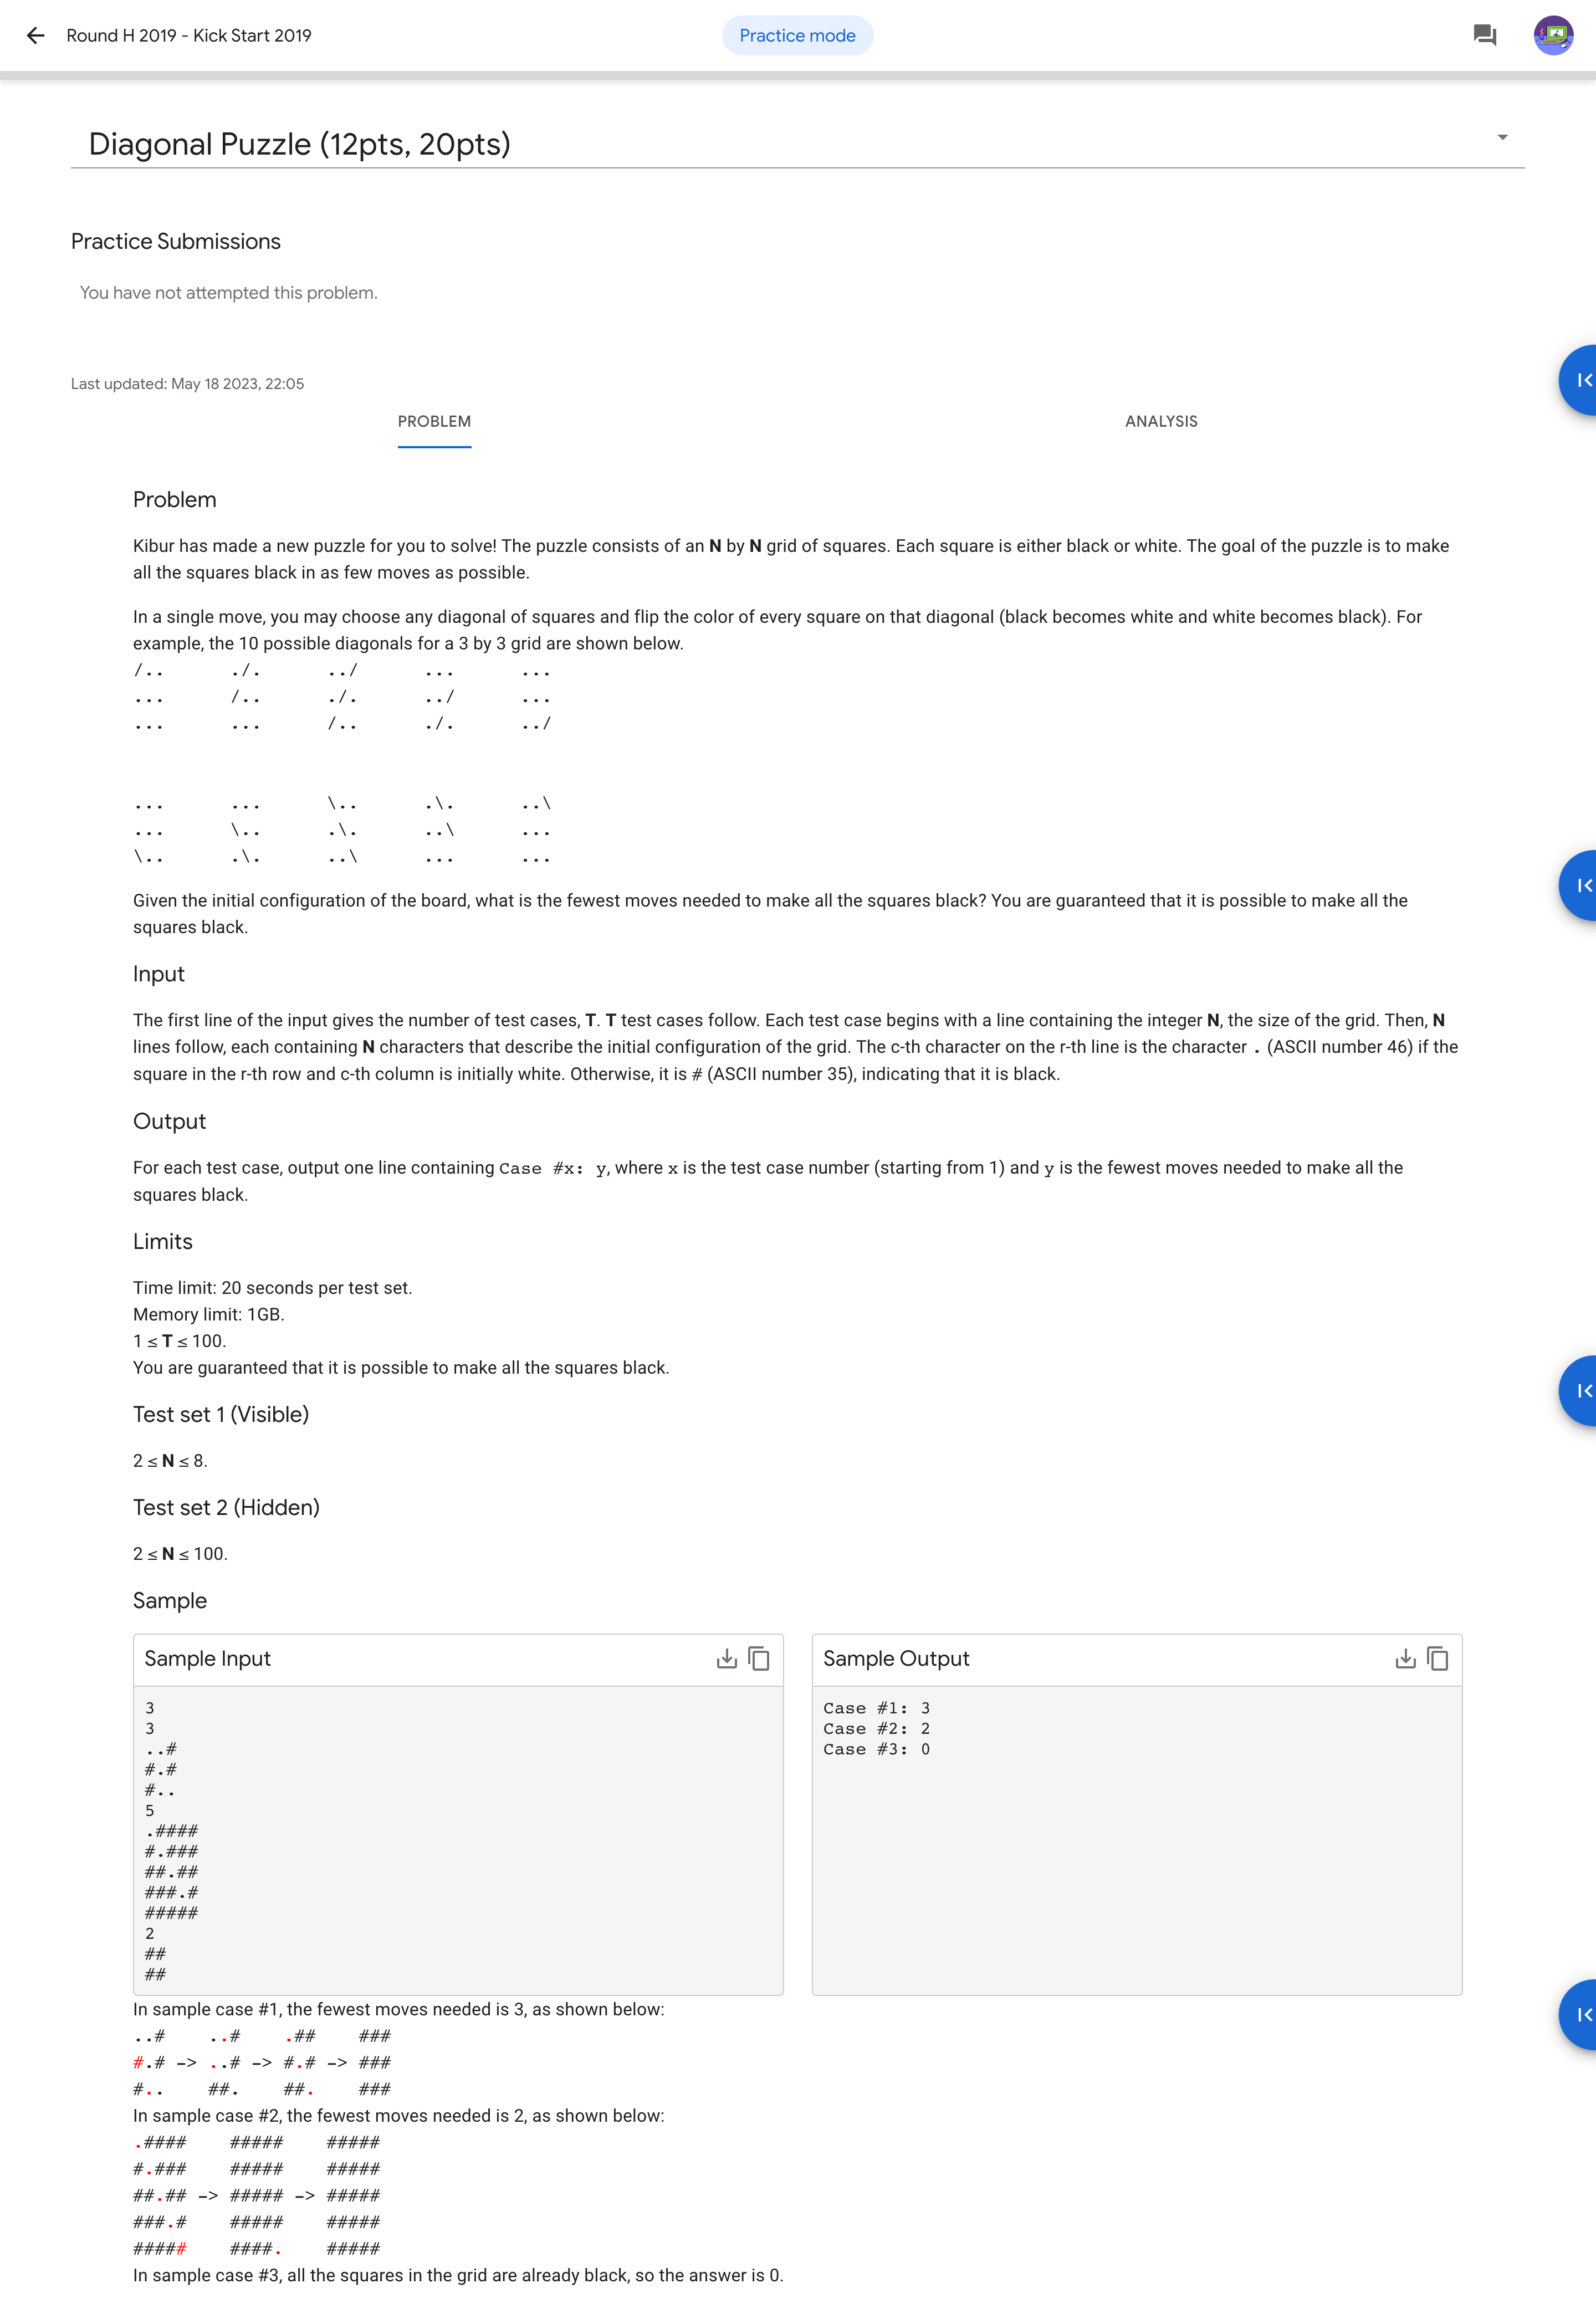 Round H 2019 - Kick Start 2019
Practice mode
Diagonal Puzzle (12pts, 20pts)
Practice Submissions
You have not attempted this problem.
Last updated: May 18 2023, 22:05
PROBLEM
ANALYSIS
Problem
Kibur has made a new puzzle for you to solve! The puzzle consists of an N by N grid of squares. Each square is either black or white. The goal of the puzzle is to make
all the squares black in as few moves as possible.
In a single move, you may choose any diagonal of squares and flip the color of every square on that diagonal (black becomes white and white becomes black). For
example, the 10 possible diagonals for a 3 by 3 grid are shown below.
/..      ./.      ../      ...      ...
...      /..      ./.      ../      ...
...      ...      /..      ./.      ../
...      ...      \..      .\.      ..\
...      \..      .\.      ..\      ...
\..      .\.      ..\      ...      ...
Given the initial configuration of the board, what is the fewest moves needed to make all the squares black? You are guaranteed that it is possible to make all the
squares black.
Input
The first line of the input gives the number of test cases, T. T test cases follow. Each test case begins with a line containing the integer N, the size of the grid. Then, N
lines follow, each containing N characters that describe the initial configuration of the grid. The c-th character on the r-th line is the character . (ASCII number 46) if the
square in the r-th row and c-th column is initially white. Otherwise, it is # (ASCII number 35), indicating that it is black.
Output
For each test case, output one line containing Case #x: y, where x is the test case number (starting from 1) and y is the fewest moves needed to make all the
squares black.
Limits
Time limit: 20 seconds per test set.
Memory limit: 1GB.
1 ≤ T ≤ 100.
You are guaranteed that it is possible to make all the squares black.
Test set 1 (Visible)
2 ≤ N ≤ 8.
Test set 2 (Hidden)
2 ≤ N ≤ 100.
Sample
Sample Input
3
3
..#
#.#
#..
5
.####
#.###
##.##
###.#
#####
2
##
##
Sample Output
Case #1: 3
Case #2: 2
Case #3: 0
In sample case #1, the fewest moves needed is 3, as shown below:
..#    ..#    .##    ###
#.# -> ..# -> #.# -> ###
#..    ##.    ##.    ###
In sample case #2, the fewest moves needed is 2, as shown below:
.####    #####    #####
#.###    #####    #####
##.## -> ##### -> #####
###.#    #####    #####
#####    ####.    #####
In sample case #3, all the squares in the grid are already black, so the answer is 0.